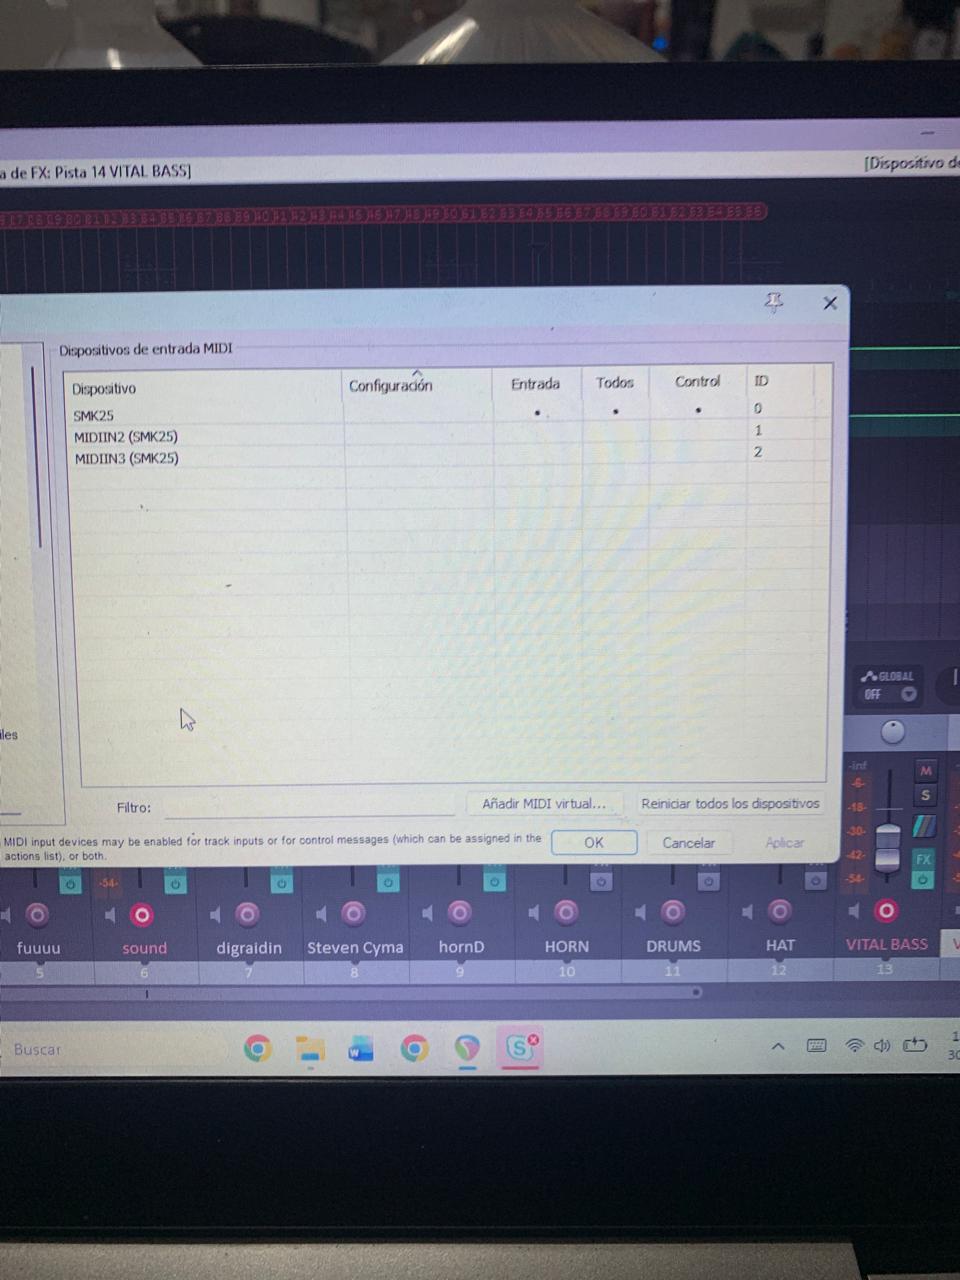 a de FX: Pista 14 VITAL BASS]
[Dispositivo de
Dispositivos de entrada MIDI
Dispositivo Configuración Entrada Todos Control ID
SMK25 0
MIDIIN2 (SMK25) 1
MIDIIN3 (SMK25) 2
iles
Filtro:
Añadir MIDI virtual...
Reiniciar todos los dispositivos
MIDI input devices may be enabled for track inputs or for control messages (which can be assigned in the
actions list), or both.
OK
Cancelar
Aplicar
GLOBAL
OFF
-inf
-6-
-18-
-30-
-42-
-54-
M
S
FX
-54-
fuuuu sound digraidin Steven Cyma hornD HORN DRUMS HAT VITAL BASS V
5 6 7 8 9 10 11 12 13
Buscar
W
S
1
30